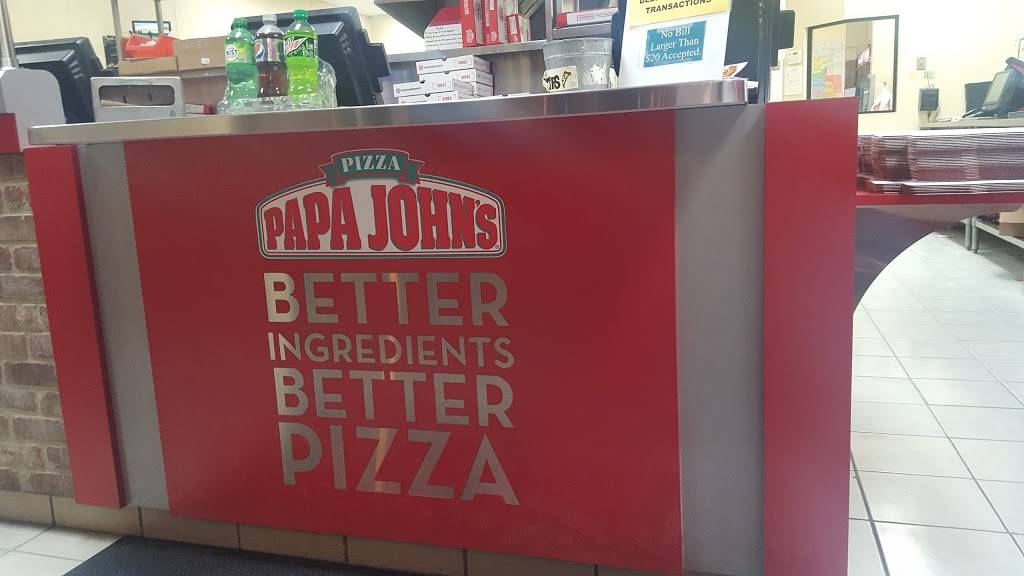 TRANSACTIONS
No Bill
Larger Than
$20 Accepted.
PIZZA
PAPA JOHN'S
BETTER
INGREDIENTS
BETTER
PIZZA